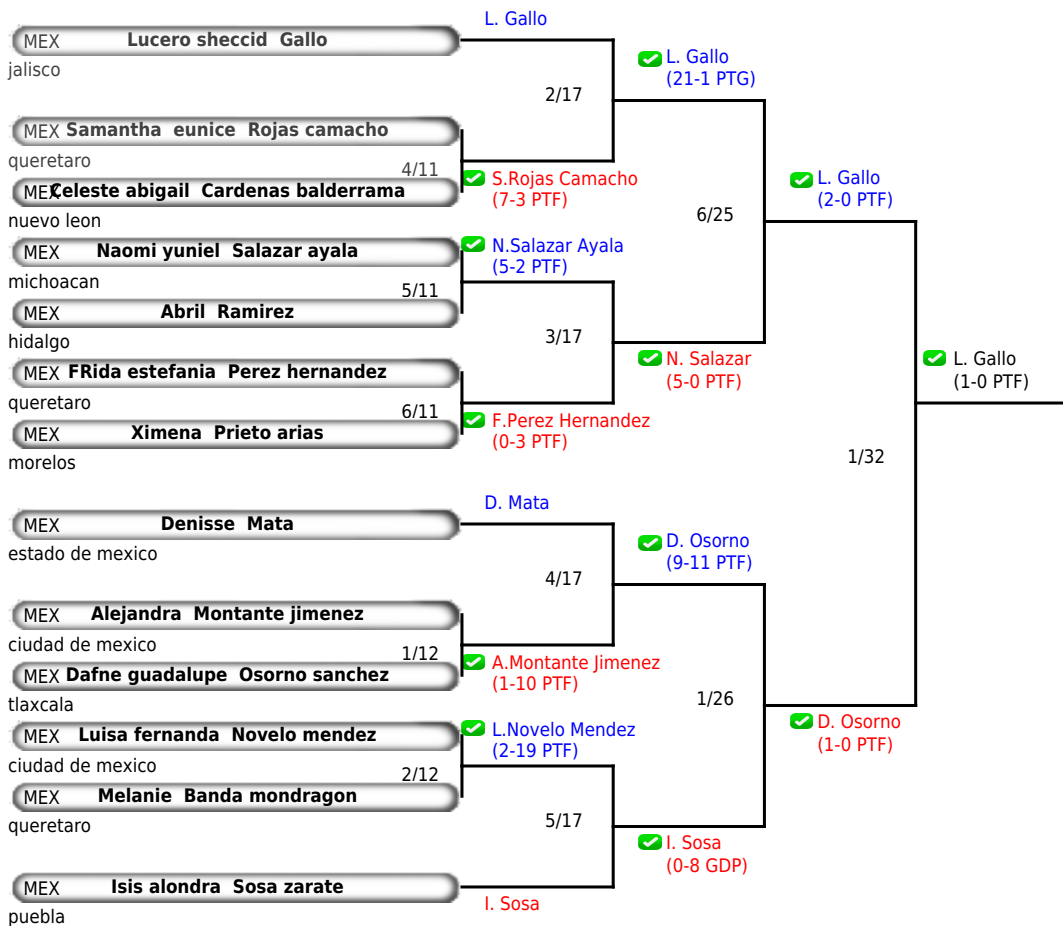 L. Gallo
MEX Lucero sheccid Gallo
jalisco
L. Gallo
(21-1 PTG)
2/17
MEX Samantha eunice Rojas camacho
queretaro
4/11
S.Rojas Camacho
(7-3 PTF)
MEX Celeste abigail Cardenas balderrama
nuevo leon
L. Gallo
(2-0 PTF)
6/25
MEX Naomi yuniel Salazar ayala
michoacan
N.Salazar Ayala
(5-2 PTF)
5/11
MEX Abril Ramirez
hidalgo
3/17
N. Salazar
(5-0 PTF)
MEX FRida estefania Perez hernandez
queretaro
6/11
F.Perez Hernandez
(0-3 PTF)
MEX Ximena Prieto arias
morelos
L. Gallo
(1-0 PTF)
1/32
D. Mata
MEX Denisse Mata
estado de mexico
D. Osorno
(9-11 PTF)
4/17
MEX Alejandra Montante jimenez
ciudad de mexico
1/12
A.Montante Jimenez
(1-10 PTF)
MEX Dafne guadalupe Osorno sanchez
tlaxcala
1/26
D. Osorno
(1-0 PTF)
MEX Luisa fernanda Novelo mendez
ciudad de mexico
L.Novelo Mendez
(2-19 PTF)
2/12
MEX Melanie Banda mondragon
queretaro
5/17
I. Sosa
(0-8 GDP)
MEX Isis alondra Sosa zarate
puebla
I. Sosa